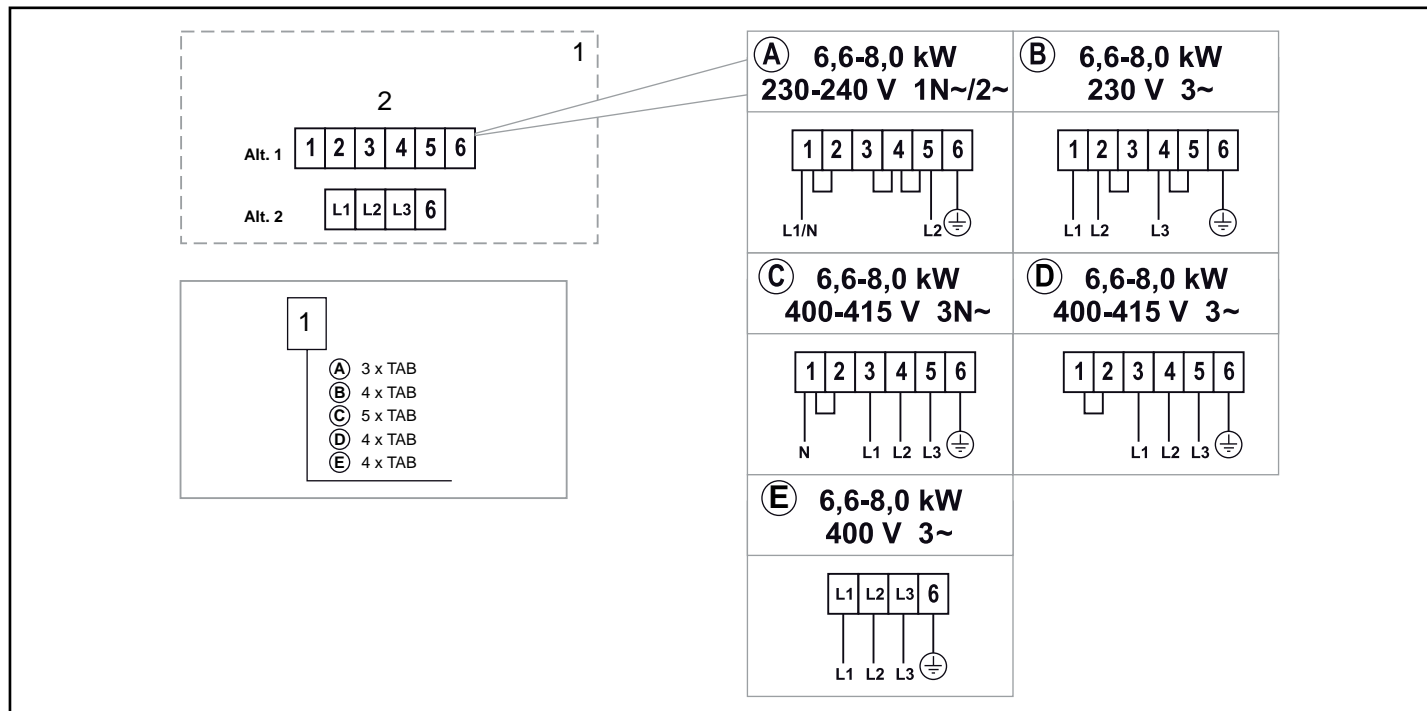 1
2
Alt. 1 1 2 3 4 5 6
Alt. 2 L1 L2 L3 6
1
A 3 x TAB
B 4 x TAB
C 5 x TAB
D 4 x TAB
E 4 x TAB
A 6,6-8,0 kW
230-240 V 1N~/2~
1 2 3 4 5 6
L1/N L2
B 6,6-8,0 kW
230 V 3~
1 2 3 4 5 6
L1 L2 L3
C 6,6-8,0 kW
400-415 V 3N~
1 2 3 4 5 6
N L1 L2 L3
D 6,6-8,0 kW
400-415 V 3~
1 2 3 4 5 6
L1 L2 L3
E 6,6-8,0 kW
400 V 3~
L1 L2 L3 6
L1 L2 L3